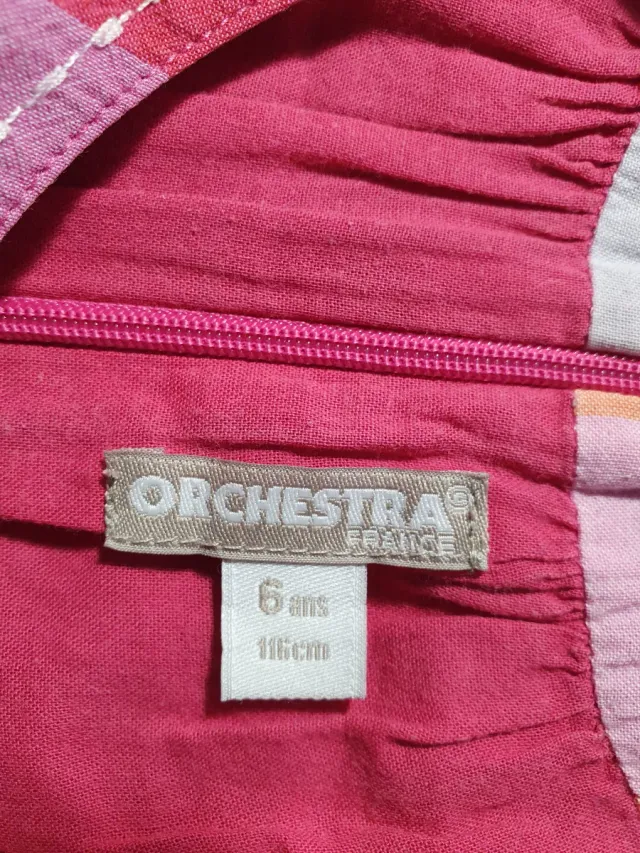 ORCHESTRA
FRANCE
6 ans
116cm